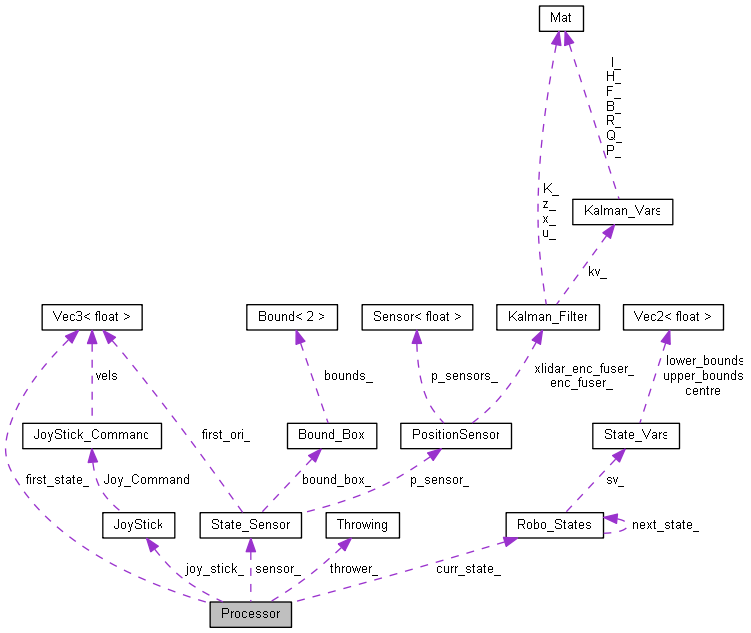 Mat
I_
H_
F_
B_
R_
Q_
P_
K_
z_
x_
u_
Kalman_Vars
kv_
Vec3< float >
Bound< 2 >
Sensor< float >
Kalman_Filter
Vec2< float >
vels
bounds_
p_sensors_
xlidar_enc_fuser_
enc_fuser_
lower_bounds
upper_bounds
centre
JoyStick_Command
first_ori_
Bound_Box
PositionSensor
State_Vars
first_state_
Joy_Command
bound_box_
p_sensor_
sv_
JoyStick
State_Sensor
Throwing
Robo_States
next_state_
joy_stick_
sensor_
thrower_
curr_state_
Processor